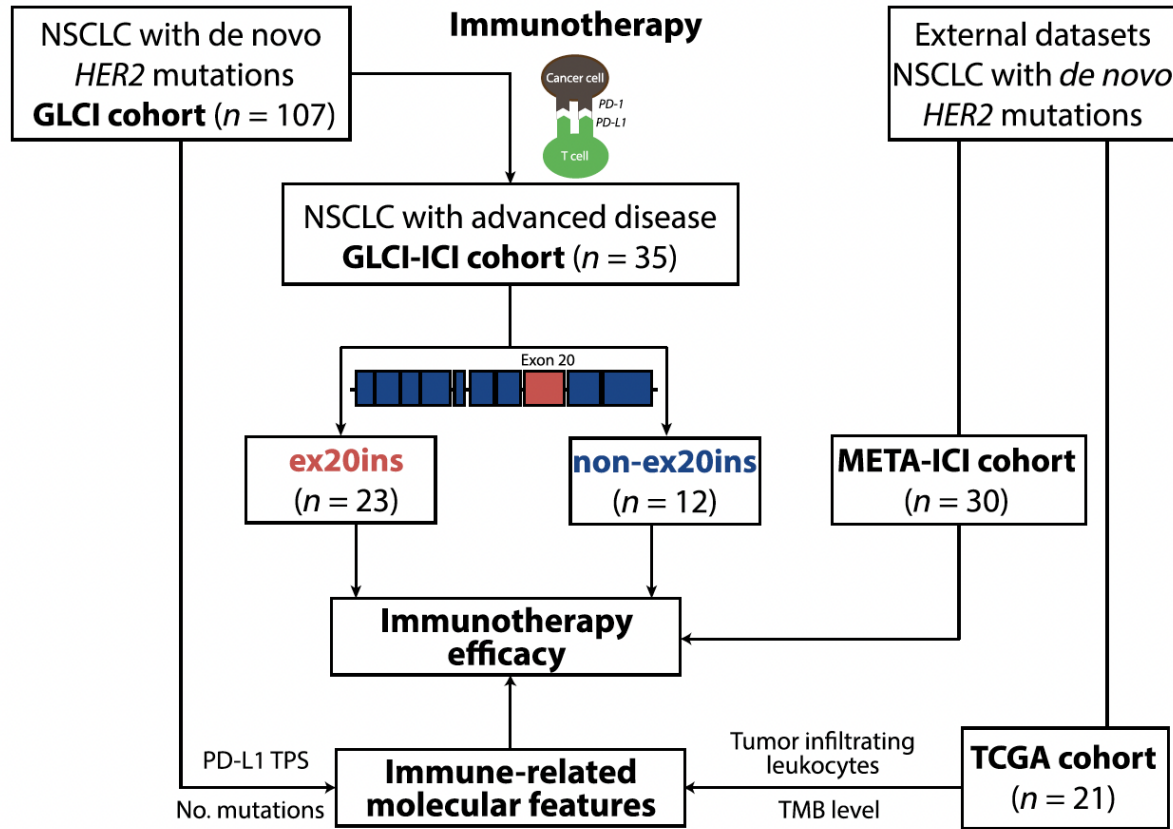 NSCLC with de novo
HER2 mutations
GLCI cohort (n = 107)
Immunotherapy
Cancer cell
PD-1
PD-L1
T cell
External datasets
NSCLC with de novo
HER2 mutations
NSCLC with advanced disease
GLCI-ICI cohort (n = 35)
Exon 20
ex20ins
(n = 23)
non-ex20ins
(n = 12)
META-ICI cohort
(n = 30)
Immunotherapy
efficacy
PD-L1 TPS
No. mutations
Immune-related
molecular features
Tumor infiltrating
leukocytes
TMB level
TCGA cohort
(n = 21)